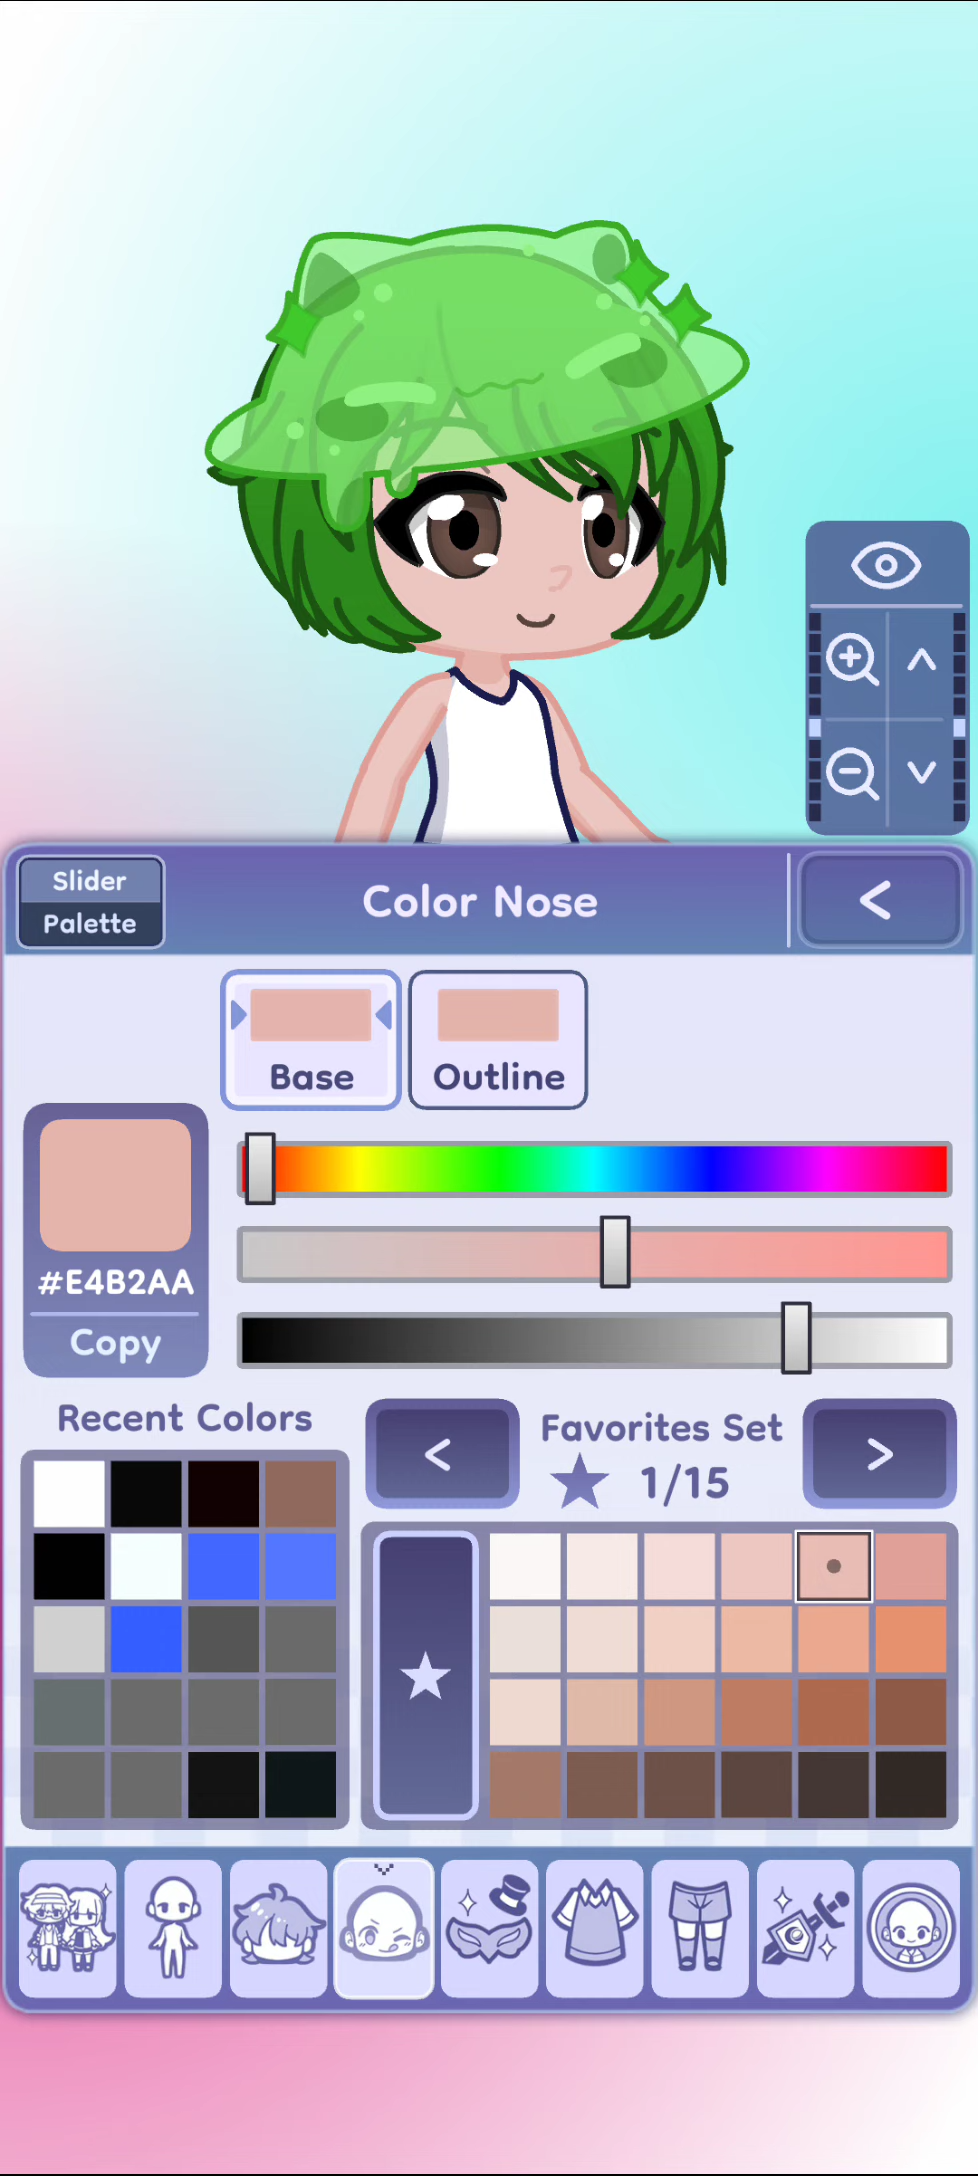 Slider
Palette
Color Nose
<
Base
Outline
#E4B2AA
Copy
Recent Colors
<
Favorites Set
1/15
>